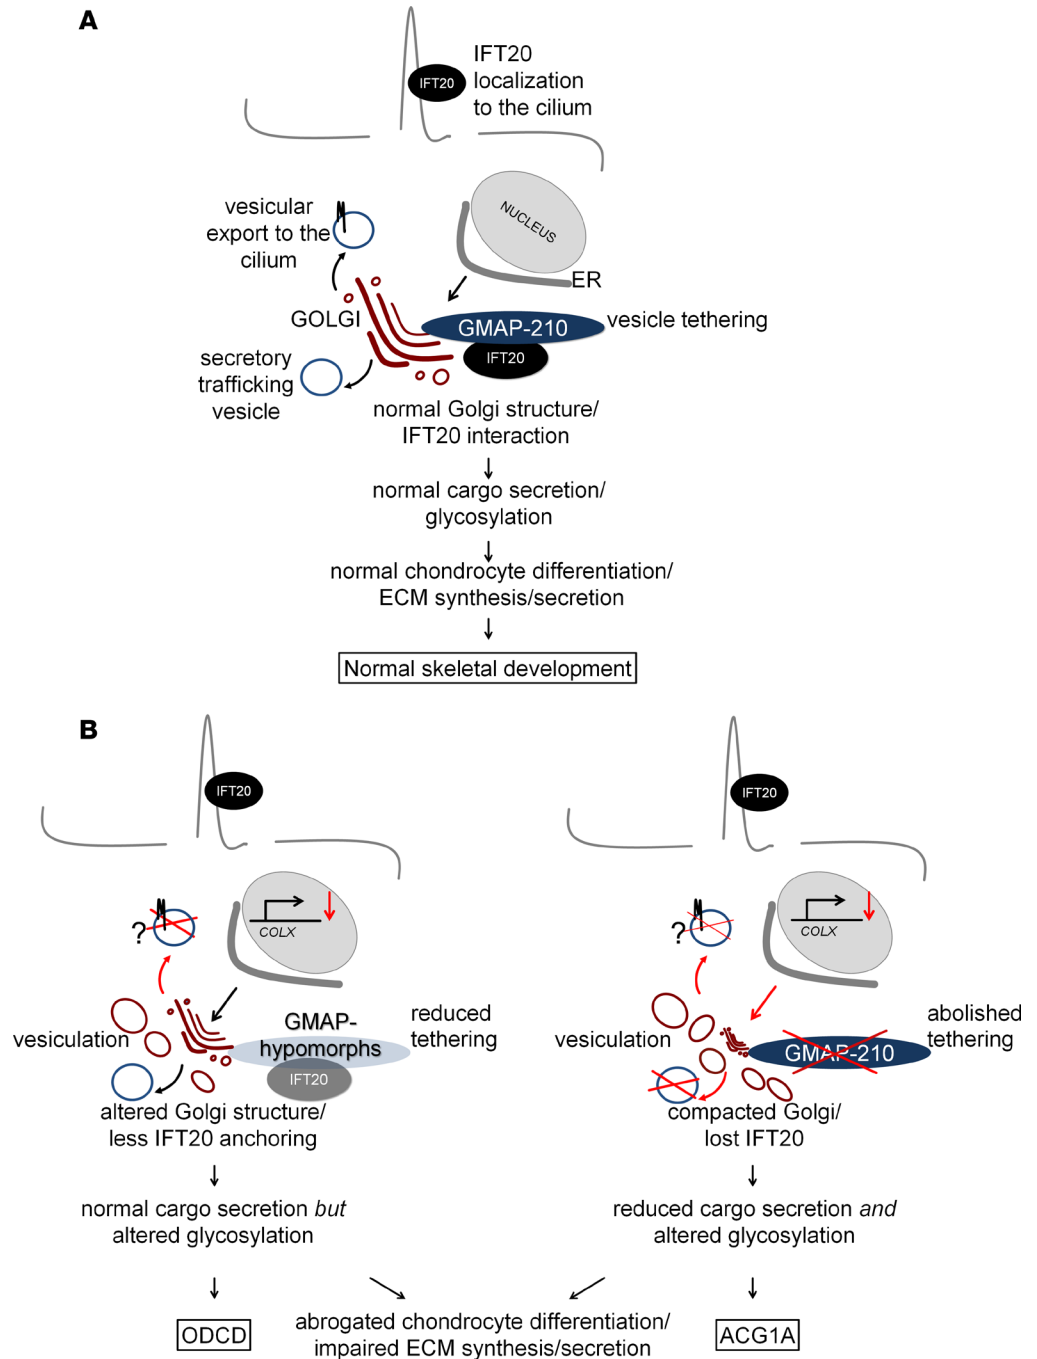 A
IFT20
localization
to the cilium
IFT20
NUCLEUS
vesicular
export to the
cilium
ER
GOLGI
GMAP-210
vesicle tethering
IFT20
secretory
trafficking
vesicle
normal Golgi structure/
IFT20 interaction
normal cargo secretion/
glycosylation
normal chondrocyte differentiation/
ECM synthesis/secretion
Normal skeletal development
B
IFT20
COLX
?
vesiculation
GMAP-
hypomorphs
IFT20
reduced
tethering
altered Golgi structure/
less IFT20 anchoring
normal cargo secretion but
altered glycosylation
ODCD
IFT20
COLX
?
vesiculation
GMAP-210
abolished
tethering
compacted Golgi/
lost IFT20
reduced cargo secretion and
altered glycosylation
ACG1A
abrogated chondrocyte differentiation/
impaired ECM synthesis/secretion